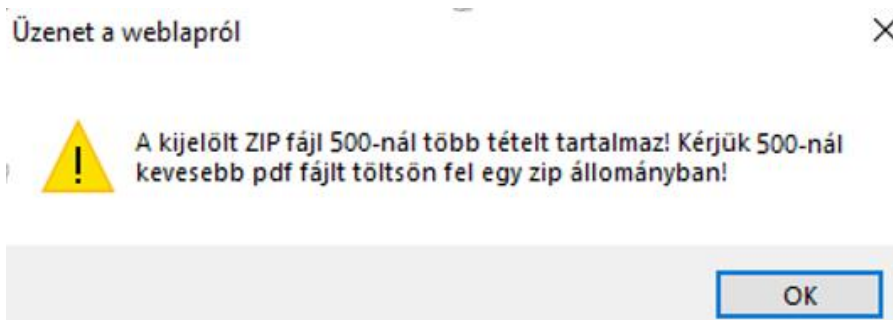 Üzenet a weblapról
A kijelölt ZIP fájl 500-nál több tételt tartalmaz! Kérjük 500-nál
kevesebb pdf fájlt töltsön fel egy zip állományban!
OK